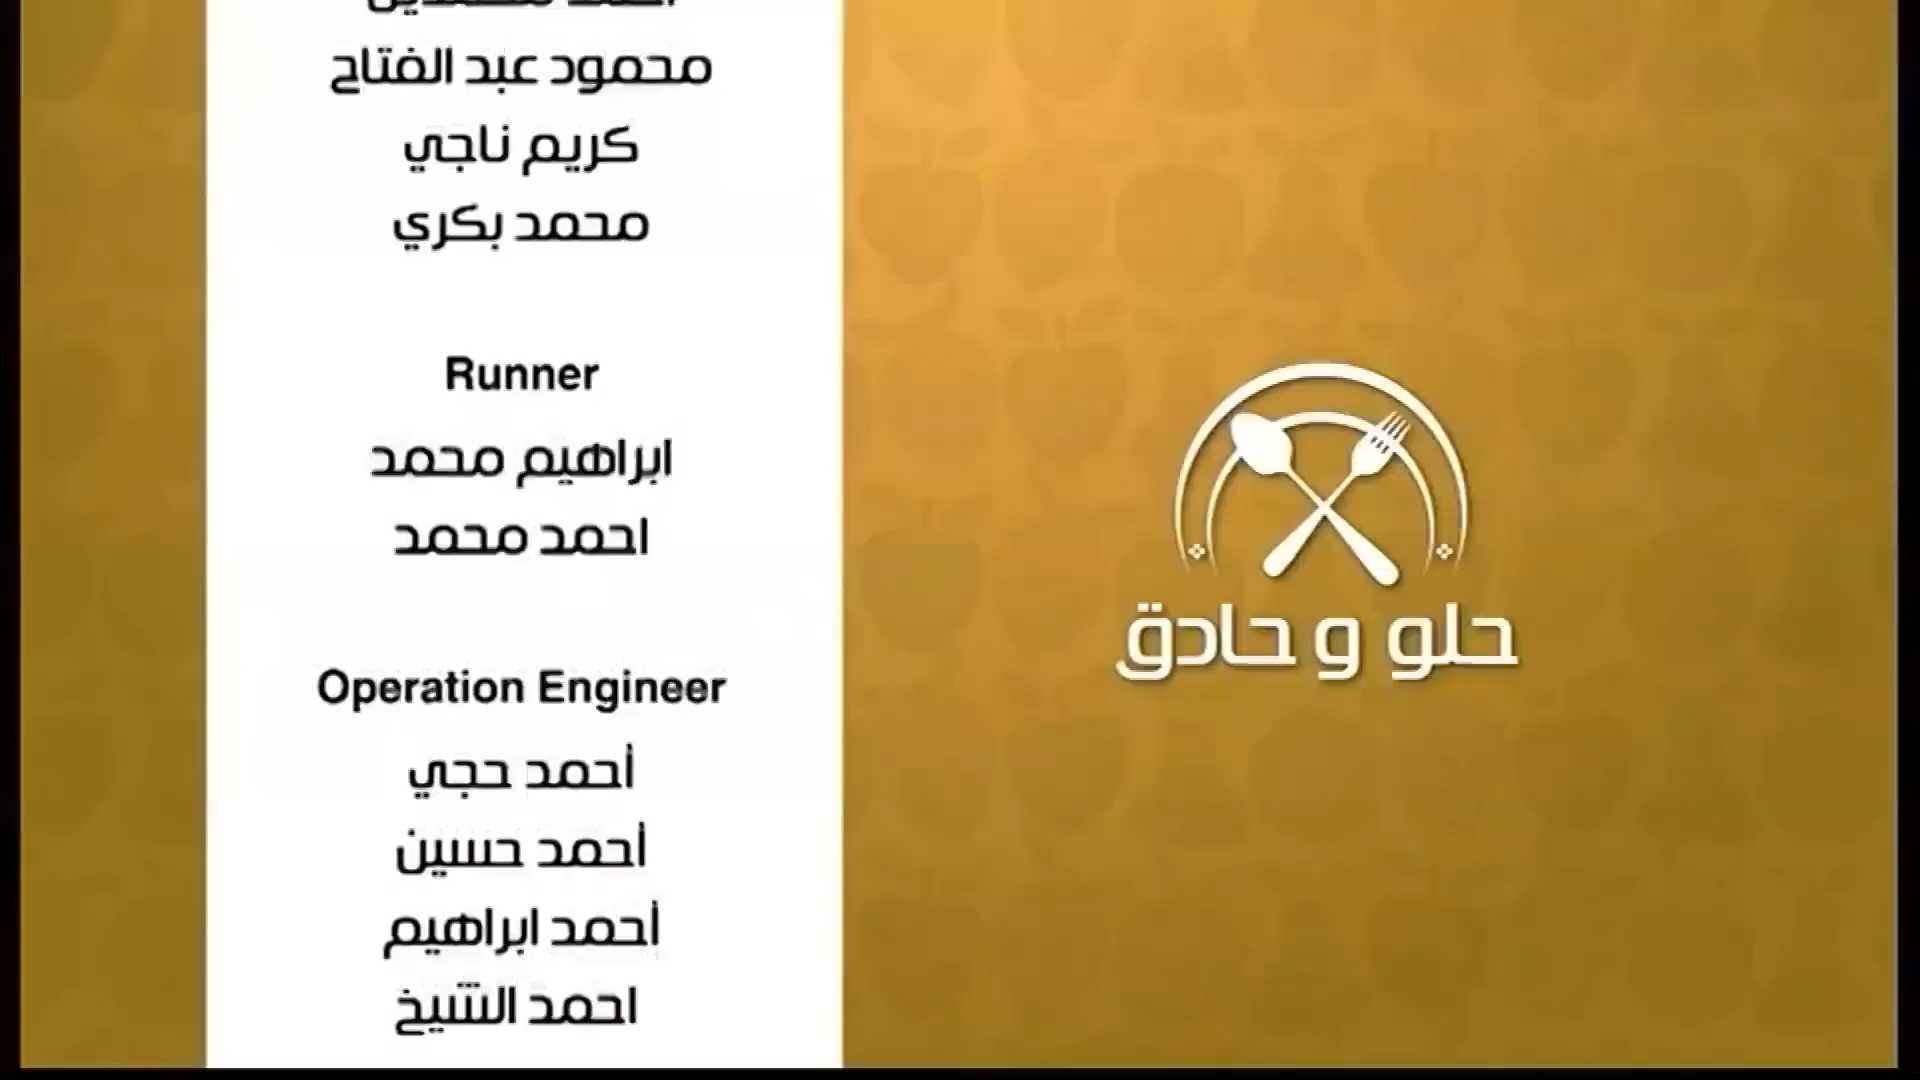 محمود عبد الفتاح
كريم ناجي
محمد بكري
Runner
ابراهيم محمد
احمد محمد
Operation Engineer
أحمد حجي
أحمد حسين
أحمد ابراهيم
احمد الشيخ
حلو و حادق